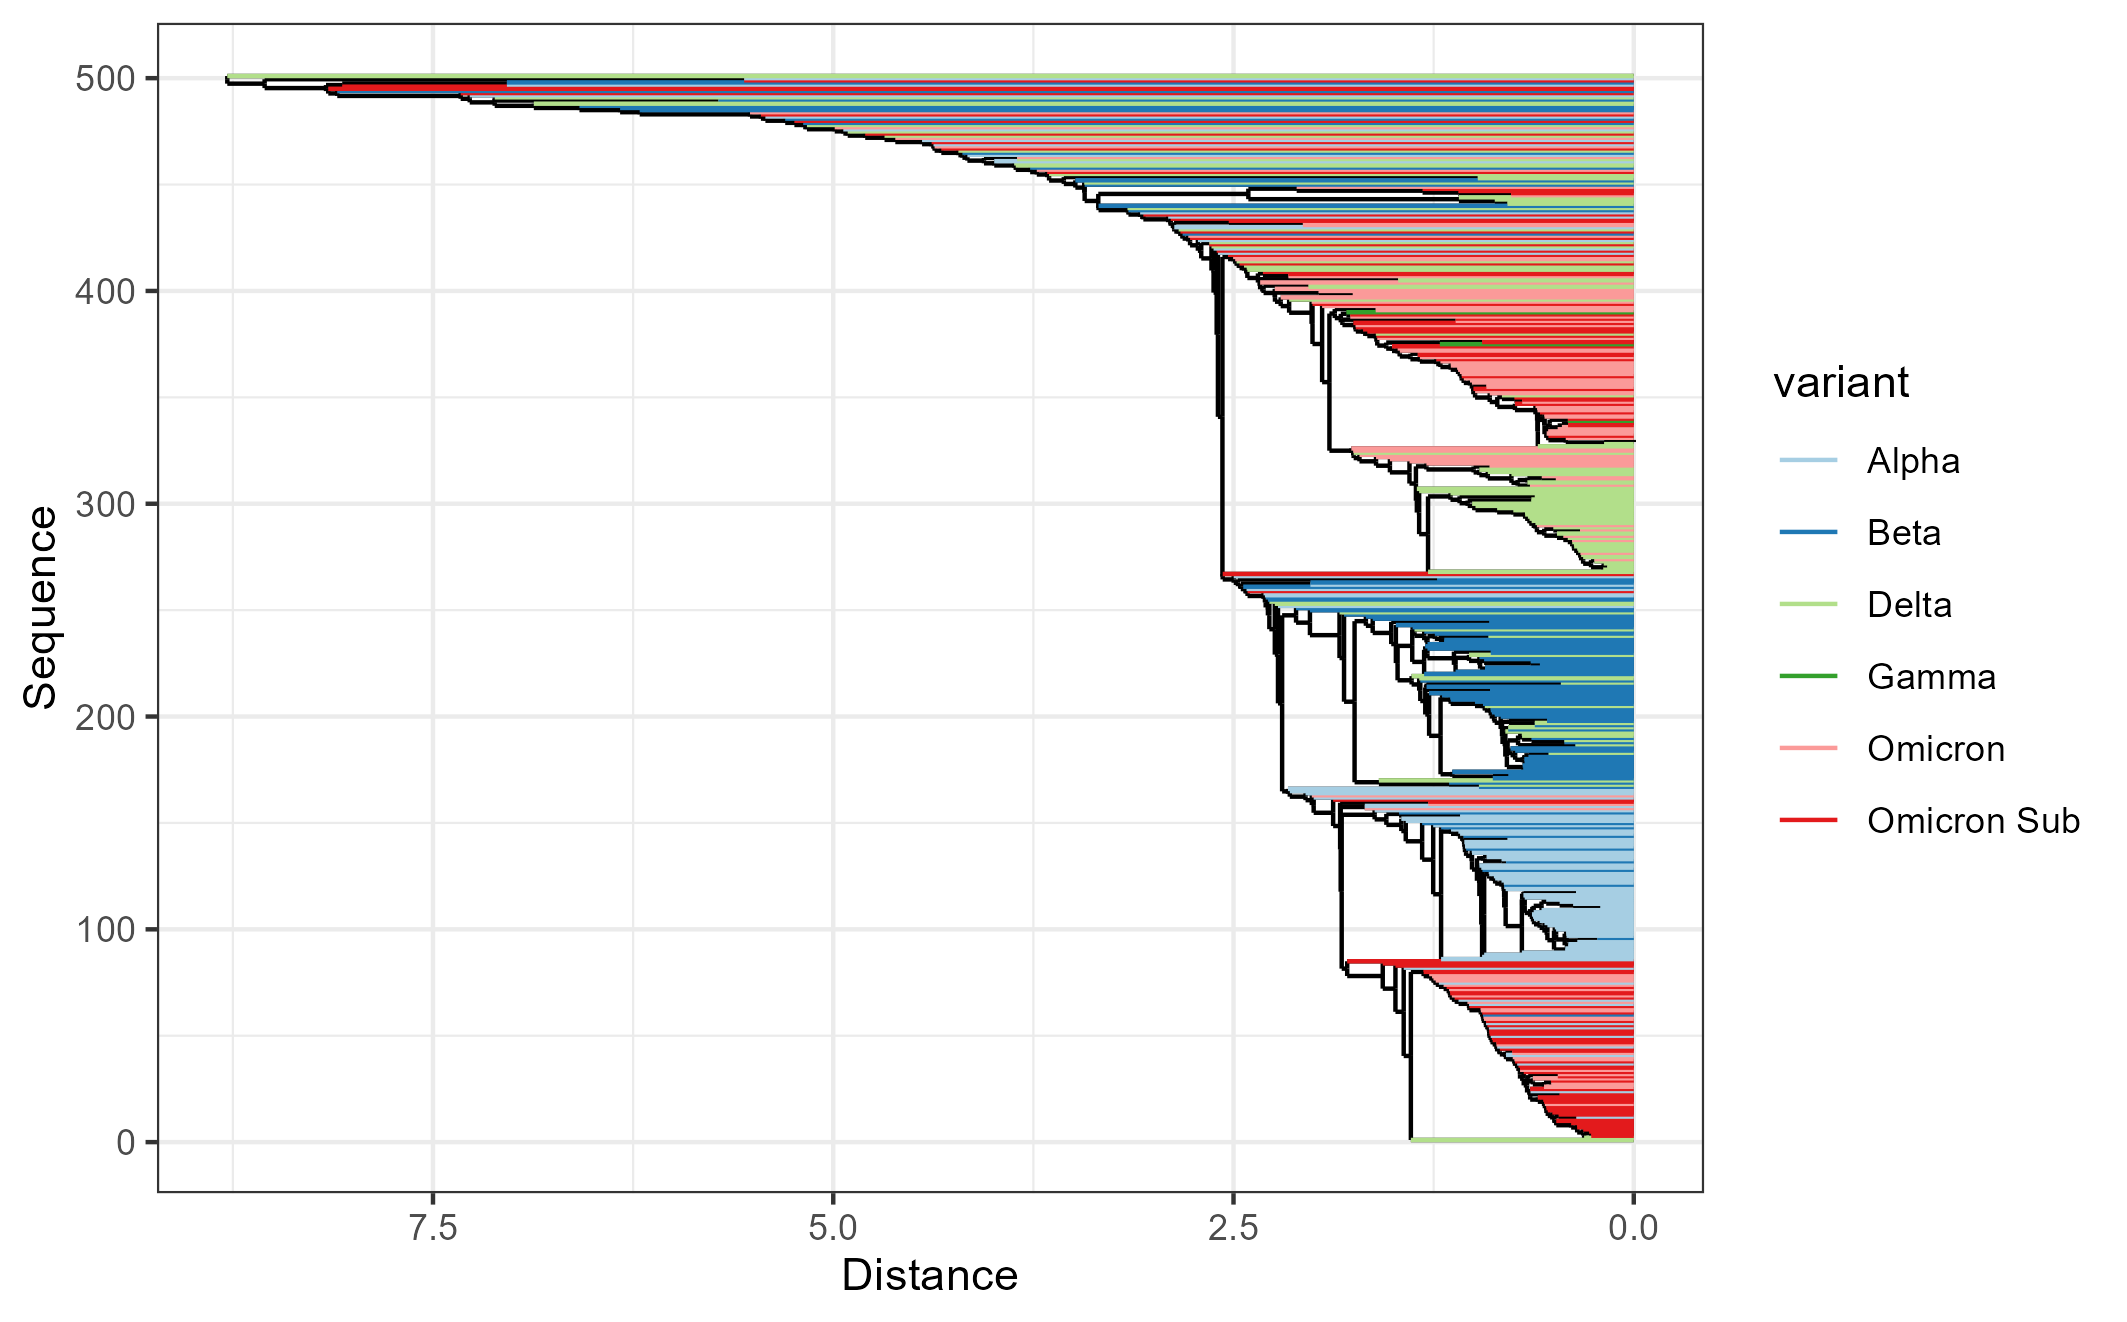 500
400
300
200
100
0
Sequence
7.5
5.0
2.5
0.0
Distance
variant
Alpha
Beta
Delta
Gamma
Omicron
Omicron Sub